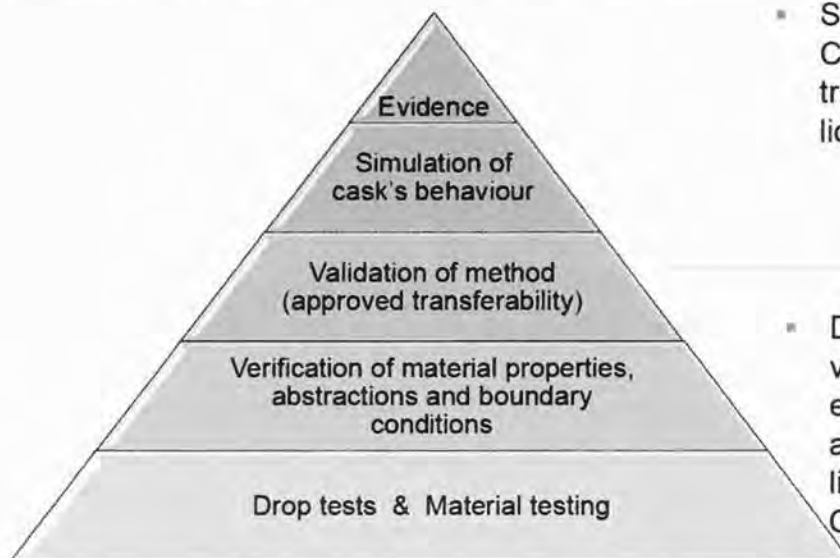 Evidence
Simulation of
cask's behaviour
Validation of method
(approved transferability)
Verification of material properties,
abstractions and boundary
conditions
Drop tests & Material testing